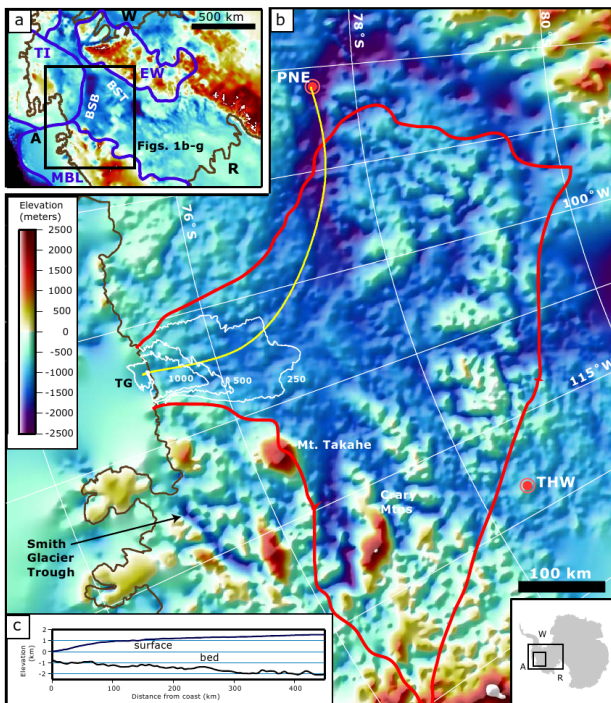 a
W
500 km
TI
EW
BST
BSB
A
Figs. 1b–g
R
MBL
b
78°S
80°
PNE
100°W
76°S
115°W
Elevation
(meters)
2500
2000
1500
1000
500
0
-500
-1000
-1500
-2000
-2500
TG
1000
500
250
Mt. Takahe
Crary
Mtns
THW
Smith
Glacier
Trough
100 km
c
Elevation
(km)
2
1
0
-1
-2
surface
bed
0
100
200
300
400
Distance from coast (km)
W
A
R